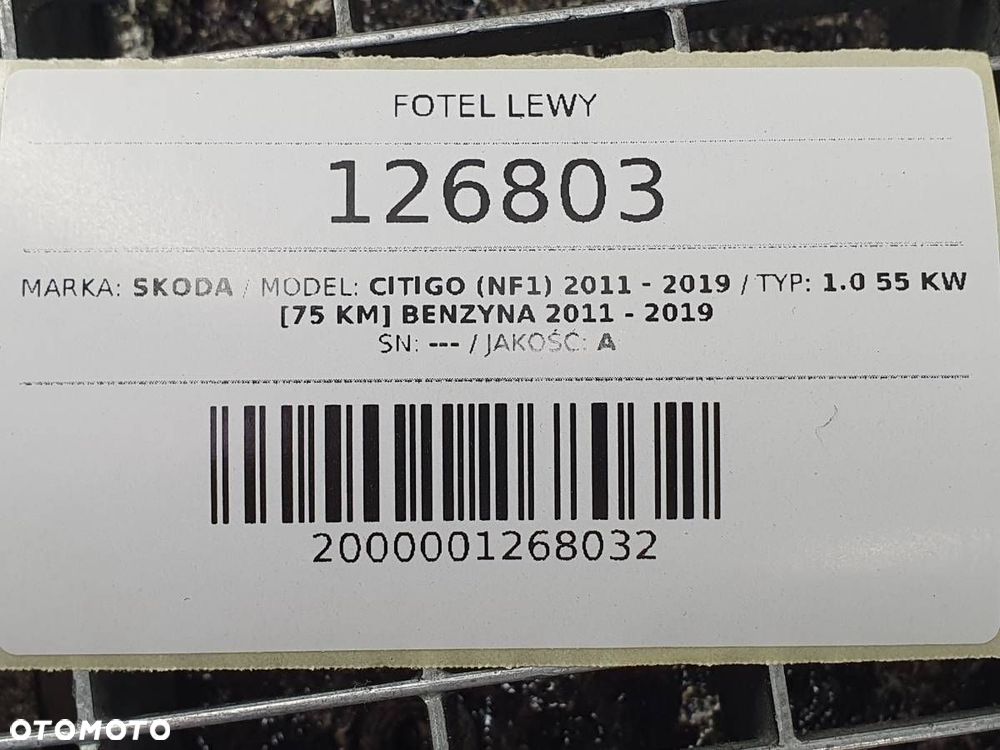 FOTEL LEWY
126803
MARKA: SKODA / MODEL: CITIGO (NF1) 2011 - 2019 / TYP: 1.0 55 KW
[75 KM] BENZYNA 2011 - 2019
SN: --- / JAKOŚĆ: A
2000001268032
OTOMOTO